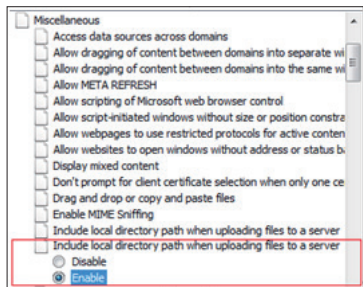 Miscellaneous
Access data sources across domains
Allow dragging of content between domains into separate wi
Allow dragging of content between domains into the same wi
Allow META REFRESH
Allow scripting of Microsoft web browser control
Allow script-initiated windows without size or position constra
Allow webpages to use restricted protocols for active conten
Allow websites to open windows without address or status ba
Display mixed content
Don't prompt for client certificate selection when only one ce
Drag and drop or copy and paste files
Enable MIME Sniffing
Include local directory path when uploading files to a server
Include local directory path when uploading files to a server
Disable
Enable